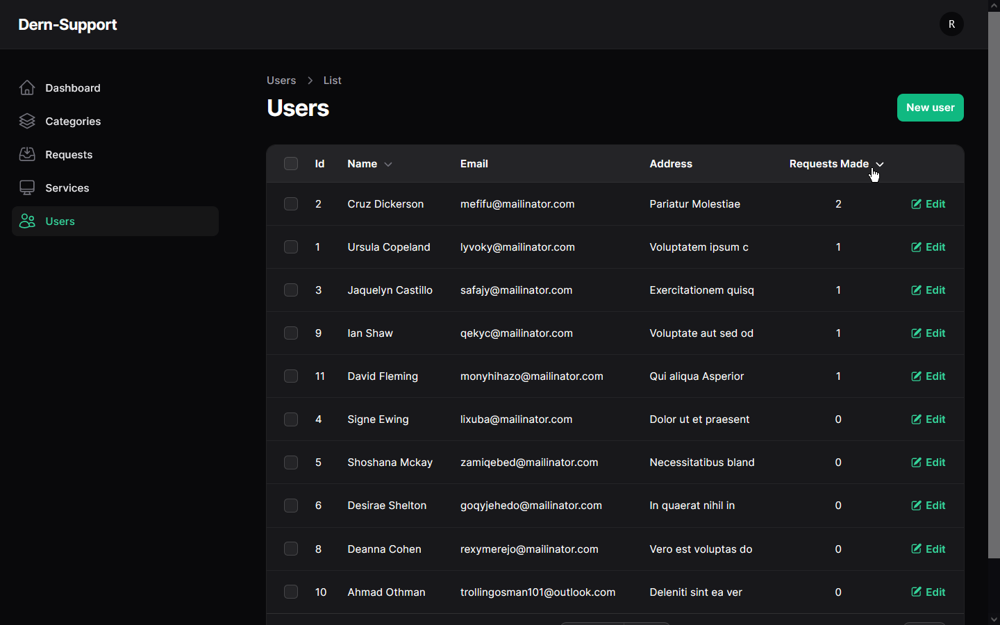 Dern-Support
R
Dashboard
Categories
Requests
Services
Users
Users > List
Users
New user
Id Name Email Address Requests Made
2 Cruz Dickerson mefifu@mailinator.com Pariatur Molestiae 2 Edit
1 Ursula Copeland lyvoky@mailinator.com Voluptatem ipsum c 1 Edit
3 Jaquelyn Castillo safajy@mailinator.com Exercitationem quisq 1 Edit
9 Ian Shaw qekyc@mailinator.com Voluptate aut sed od 1 Edit
11 David Fleming monyhihazo@mailinator.com Qui aliqua Asperior 1 Edit
4 Signe Ewing lixuba@mailinator.com Dolor ut et praesent 0 Edit
5 Shoshana Mckay zamiqebed@mailinator.com Necessitatibus bland 0 Edit
6 Desirae Shelton goqyjehedo@mailinator.com In quaerat nihil in 0 Edit
8 Deanna Cohen rexymerejo@mailinator.com Vero est voluptas do 0 Edit
10 Ahmad Othman trollingosman101@outlook.com Deleniti sint ea ver 0 Edit